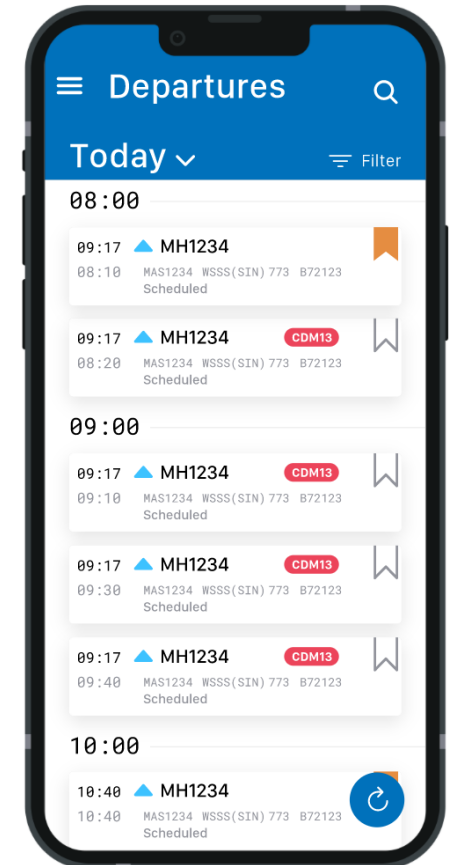 Departures
Today
Filter
08:00
09:17 MH1234
08:10 MAS1234 WSSS(SIN) 773 B72123
Scheduled
09:17 MH1234 CDM13
08:20 MAS1234 WSSS(SIN) 773 B72123
Scheduled
09:00
09:17 MH1234 CDM13
09:10 MAS1234 WSSS(SIN) 773 B72123
Scheduled
09:17 MH1234 CDM13
09:30 MAS1234 WSSS(SIN) 773 B72123
Scheduled
09:17 MH1234 CDM13
09:40 MAS1234 WSSS(SIN) 773 B72123
Scheduled
10:00
10:40 MH1234
10:40 MAS1234 WSSS(SIN) 773 B72123
Scheduled